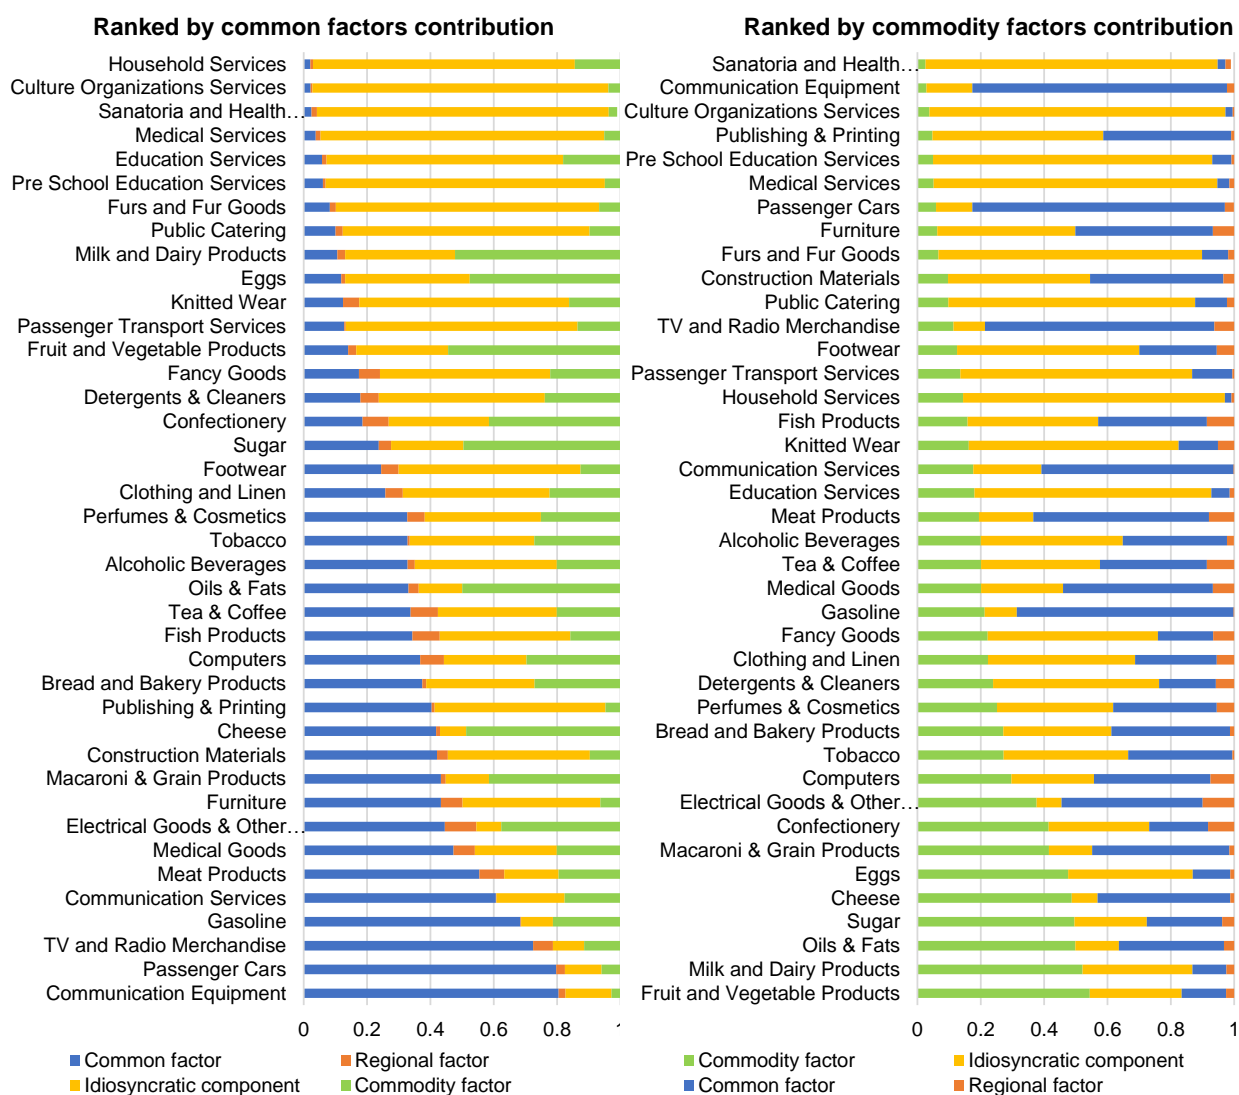 Ranked by common factors contribution
Household Services
Culture Organizations Services
Sanatoria and Health…
Medical Services
Education Services
Pre School Education Services
Furs and Fur Goods
Public Catering
Milk and Dairy Products
Eggs
Knitted Wear
Passenger Transport Services
Fruit and Vegetable Products
Fancy Goods
Detergents & Cleaners
Confectionery
Sugar
Footwear
Clothing and Linen
Perfumes & Cosmetics
Tobacco
Alcoholic Beverages
Oils & Fats
Tea & Coffee
Fish Products
Computers
Bread and Bakery Products
Publishing & Printing
Cheese
Construction Materials
Macaroni & Grain Products
Furniture
Electrical Goods & Other…
Medical Goods
Meat Products
Communication Services
Gasoline
TV and Radio Merchandise
Passenger Cars
Communication Equipment
0 0.2 0.4 0.6 0.8 1
Common factor Regional factor
Idiosyncratic component Commodity factor
Ranked by commodity factors contribution
Sanatoria and Health…
Communication Equipment
Culture Organizations Services
Publishing & Printing
Pre School Education Services
Medical Services
Passenger Cars
Furniture
Furs and Fur Goods
Construction Materials
Public Catering
TV and Radio Merchandise
Footwear
Passenger Transport Services
Household Services
Fish Products
Knitted Wear
Communication Services
Education Services
Meat Products
Alcoholic Beverages
Tea & Coffee
Medical Goods
Gasoline
Fancy Goods
Clothing and Linen
Detergents & Cleaners
Perfumes & Cosmetics
Bread and Bakery Products
Tobacco
Computers
Electrical Goods & Other…
Confectionery
Macaroni & Grain Products
Eggs
Cheese
Sugar
Oils & Fats
Milk and Dairy Products
Fruit and Vegetable Products
0 0.2 0.4 0.6 0.8 1
Commodity factor Idiosyncratic component
Common factor Regional factor